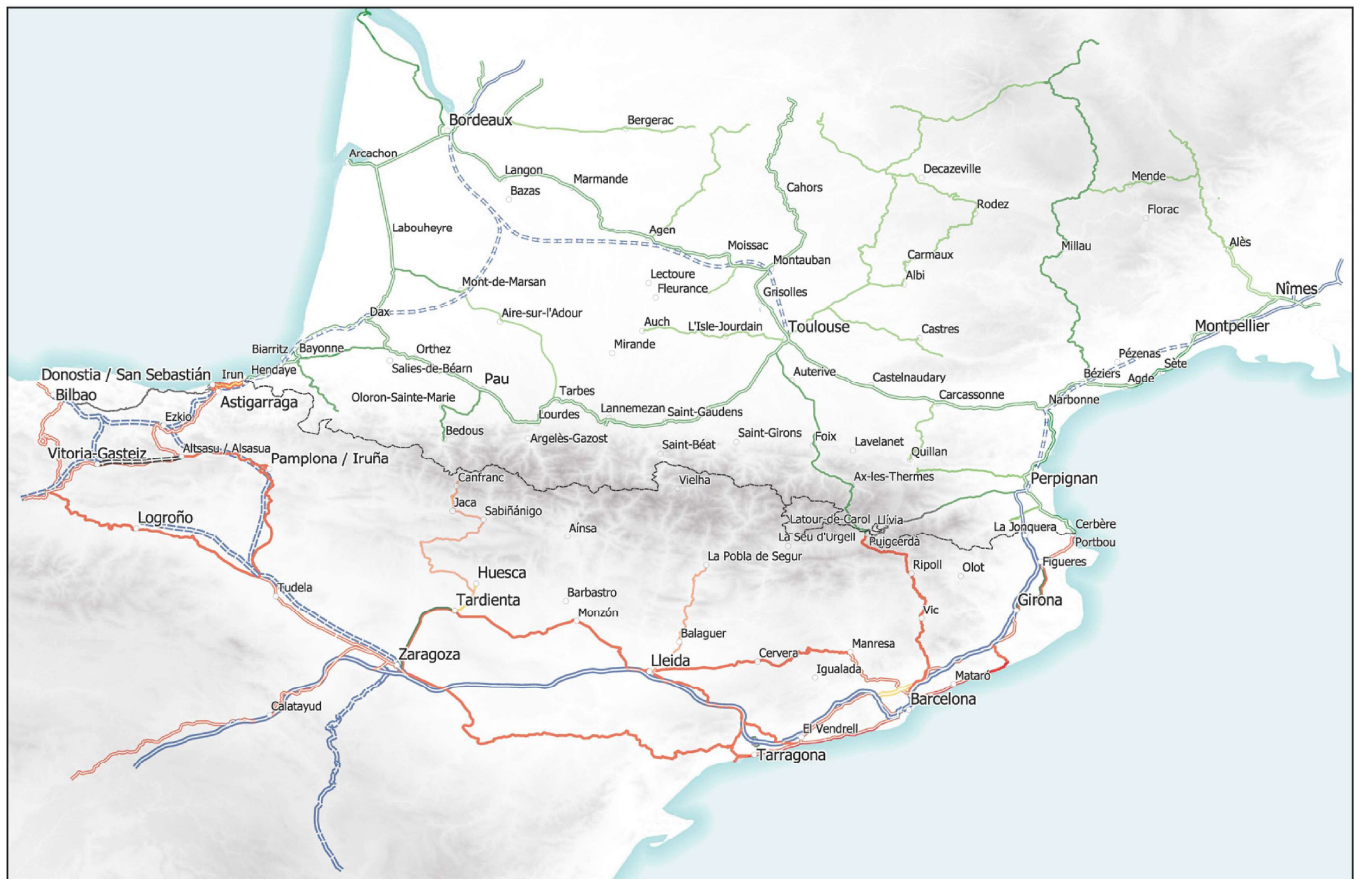 Bordeaux
Bergerac
Arcachon
Langon
Marmande
Bazas
Decazeville
Mende
Cahors
Rodez
Florac
Labouheyre
Agen
Moissac
Millau
Alès
Montauban
Carmaux
Lectoure
Albi
Mont-de-Marsan
Fleurance
Grisolles
Nîmes
Dax
Aire-sur-l'Adour
Auch
L'Isle-Jourdain
Toulouse
Castres
Montpellier
Biarritz
Bayonne
Orthez
Mirande
Pézenas
Sète
Hendaye
Salies-de-Béarn
Auterive
Castelnaudary
Béziers
Agde
Donostia / San Sebastián
Irun
Pau
Bilbao
Astigarraga
Oloron-Sainte-Marie
Tarbes
Carcassonne
Narbonne
Ezkio
Lourdes
Lannemezan
Saint-Gaudens
Bedous
Argelès-Gazost
Saint-Béat
Saint-Girons
Foix
Lavelanet
Vitoria-Gasteiz
Altsasu / Alsasua
Pamplona / Iruña
Quillan
Canfranc
Vielha
Ax-les-Thermes
Perpignan
Jaca
Sabiñánigo
Logroño
Aínsa
Latour-de-Carol
Llívia
La Jonquera
Cerbère
La Seu d'Urgell
Puigcerdà
Portbou
La Pobla de Segur
Ripoll
Olot
Figueres
Huesca
Tudela
Barbastro
Tardienta
Monzón
Vic
Girona
Balaguer
Manresa
Zaragoza
Lleida
Cervera
Igualada
Mataró
Calatayud
Barcelona
El Vendrell
Tarragona